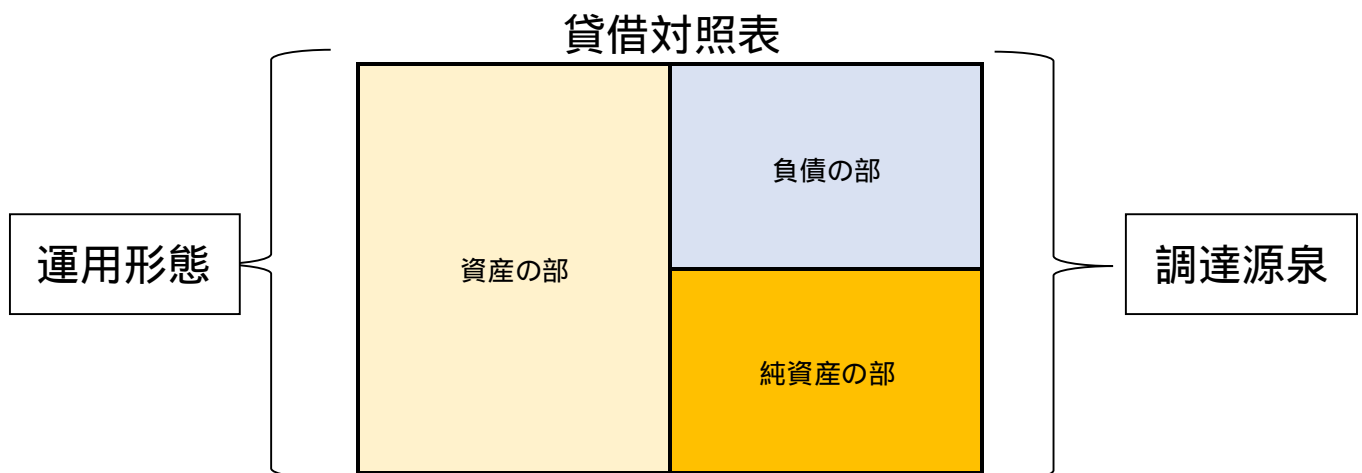 貸借対照表
運用形態
資産の部
負債の部
純資産の部
調達源泉